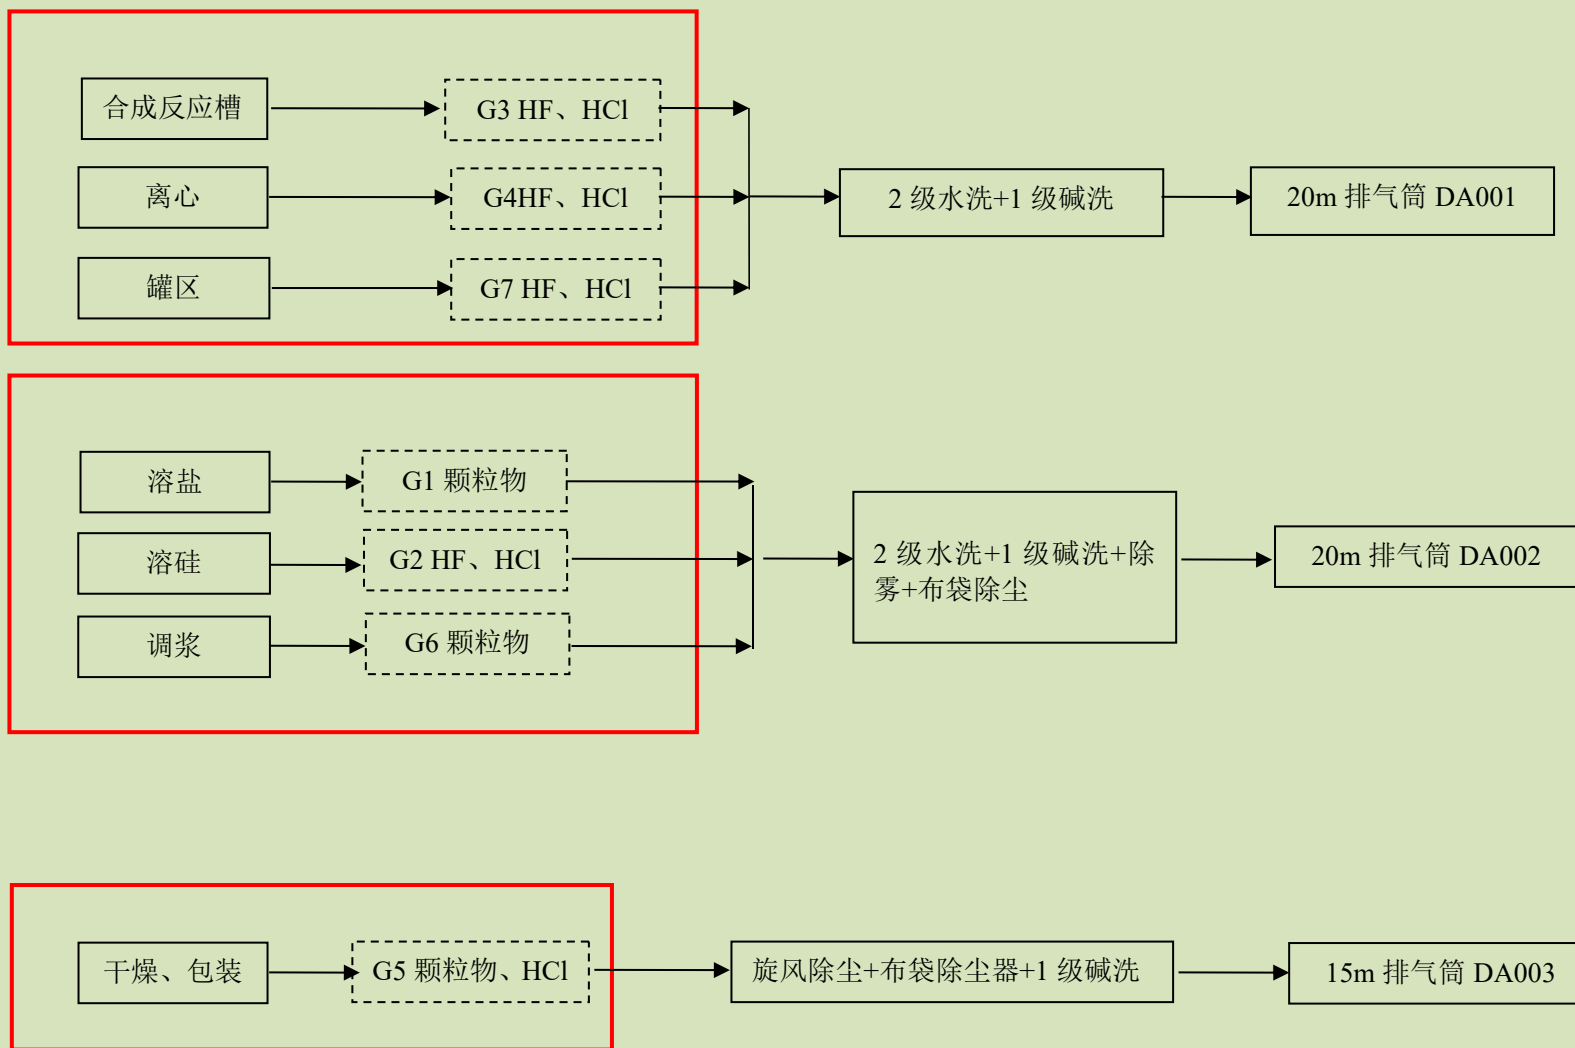 合成反应槽
G3 HF、HCl
离心
G4HF、HCl
2 级水洗+1 级碱洗
20m 排气筒 DA001
罐区
G7 HF、HCl
溶盐
G1 颗粒物
溶硅
G2 HF、HCl
2 级水洗+1 级碱洗+除
雾+布袋除尘
20m 排气筒 DA002
调浆
G6 颗粒物
干燥、包装
G5 颗粒物、HCl
旋风除尘+布袋除尘器+1 级碱洗
15m 排气筒 DA003